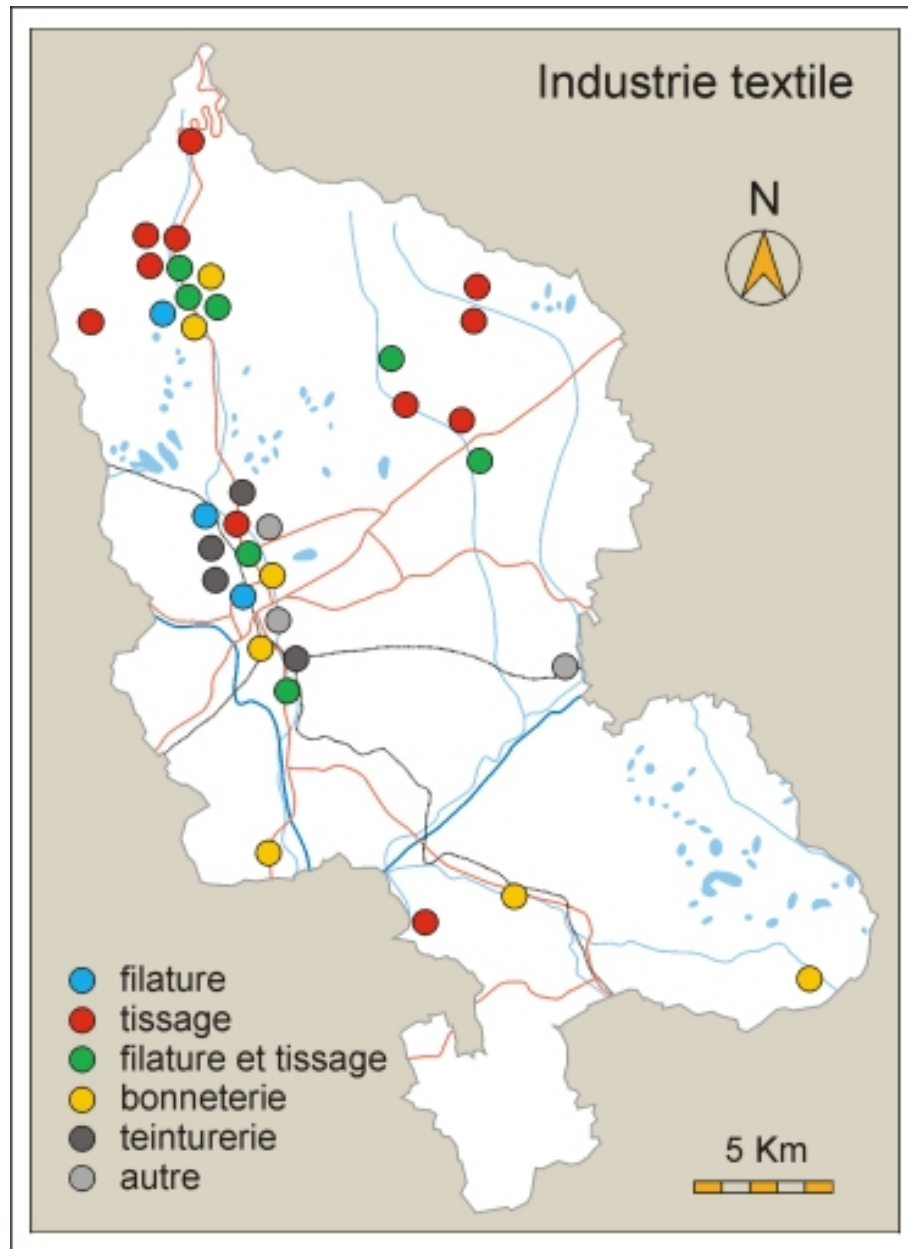 Industrie textile
N
filature
tissage
filature et tissage
bonneterie
teinturerie
autre
5 Km